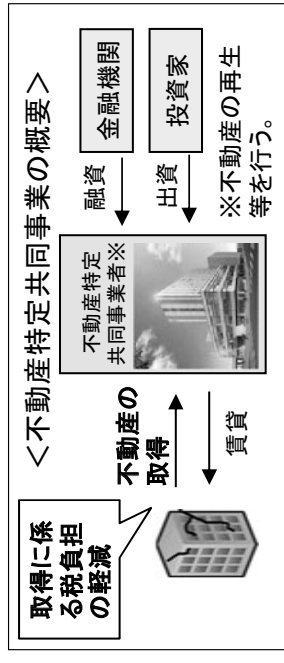 ＜不動産特定共同事業の概要＞
取得に係
る税負担
の軽減
不動産の
取得
賃貸
不動産特定
共同事業者※
融資
出資
金融機関
投資家
※不動産の再生
等を行う。